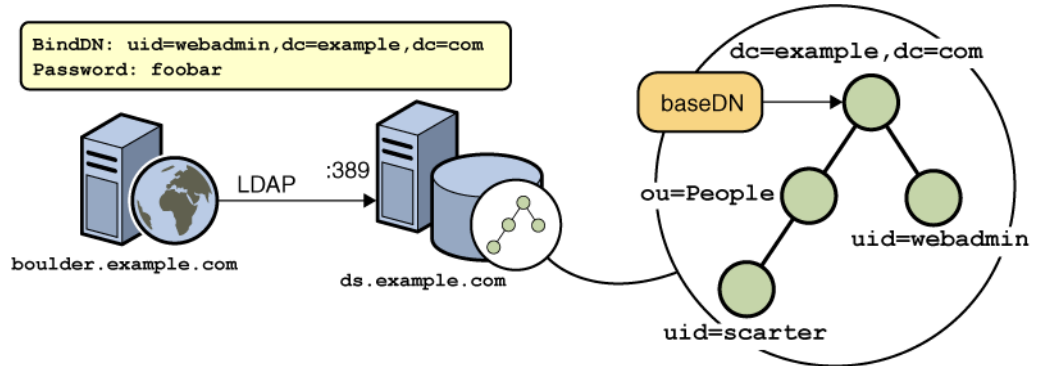 BindDN: uid=webadmin,dc=example,dc=com
Password: foobar
LDAP
:389
boulder.example.com
ds.example.com
dc=example,dc=com
baseDN
ou=People
uid=webadmin
uid=scarter